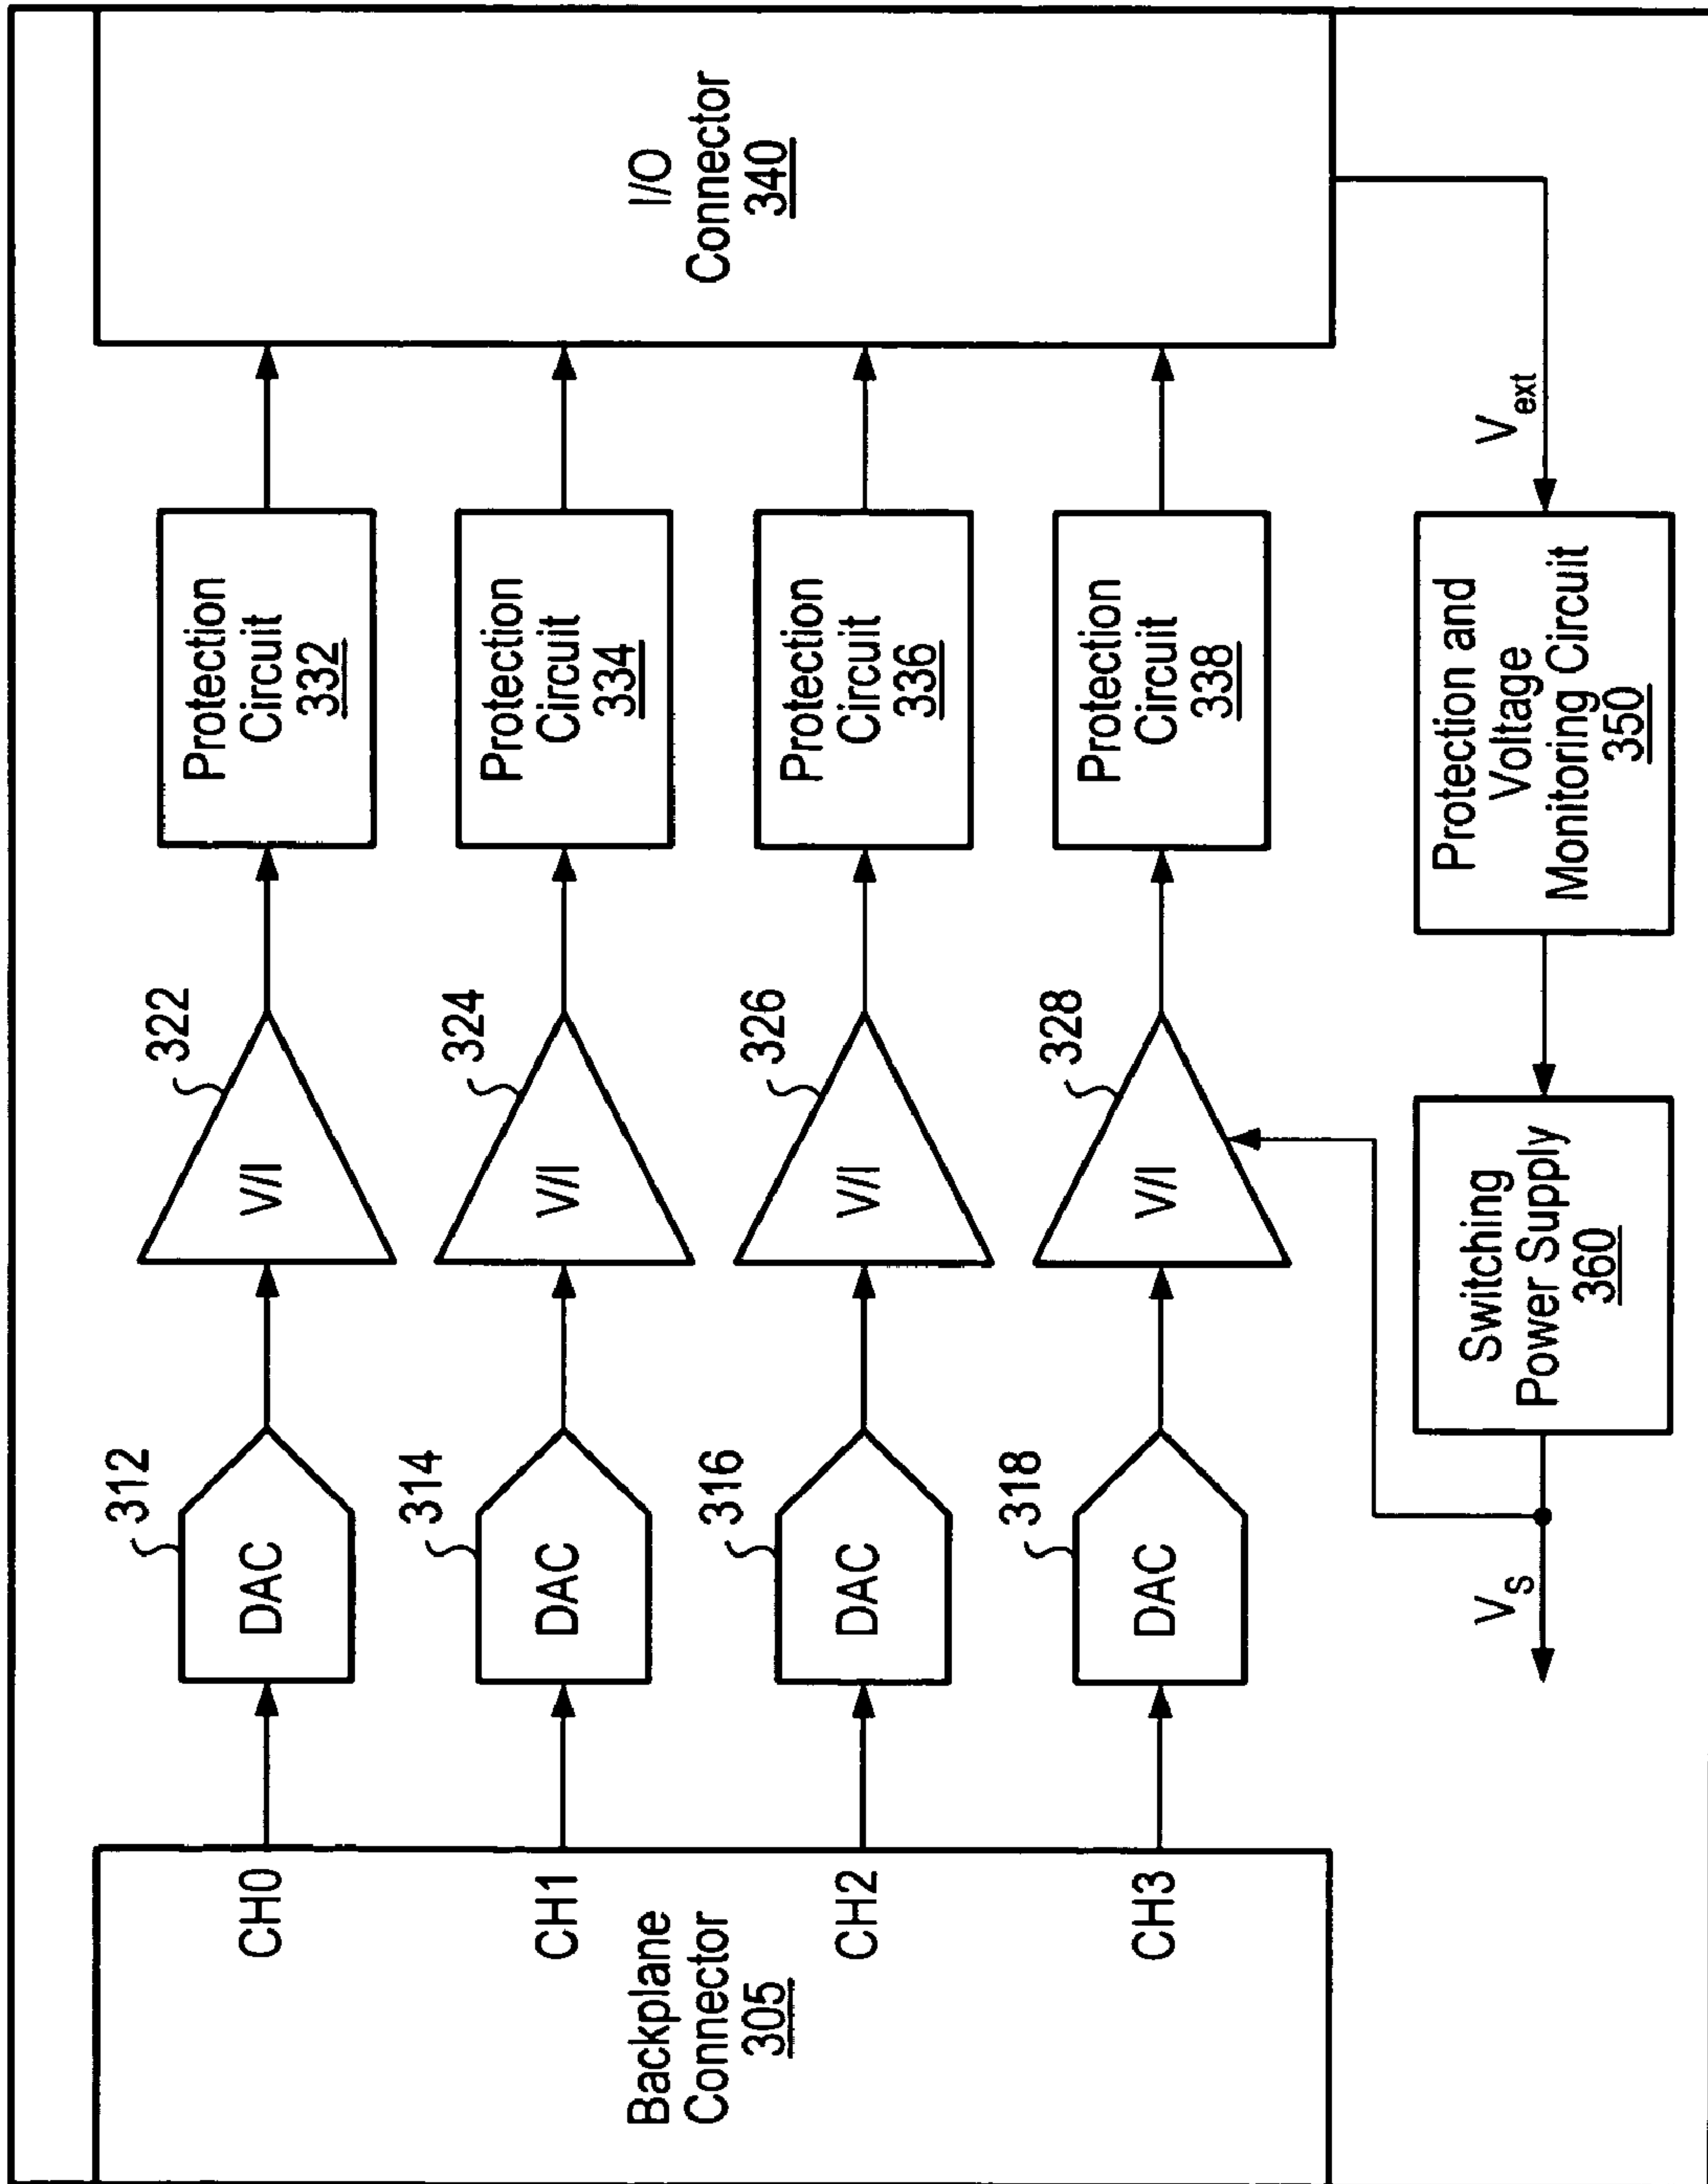 Backplane
Connector
305
CH0
CH1
CH2
CH3
312
DAC
314
DAC
316
DAC
318
DAC
322
V/I
324
V/I
326
V/I
328
V/I
Protection
Circuit
332
Protection
Circuit
334
Protection
Circuit
336
Protection
Circuit
338
I/O
Connector
340
Vext
Protection and
Voltage
Monitoring Circuit
350
Switching
Power Supply
360
VS